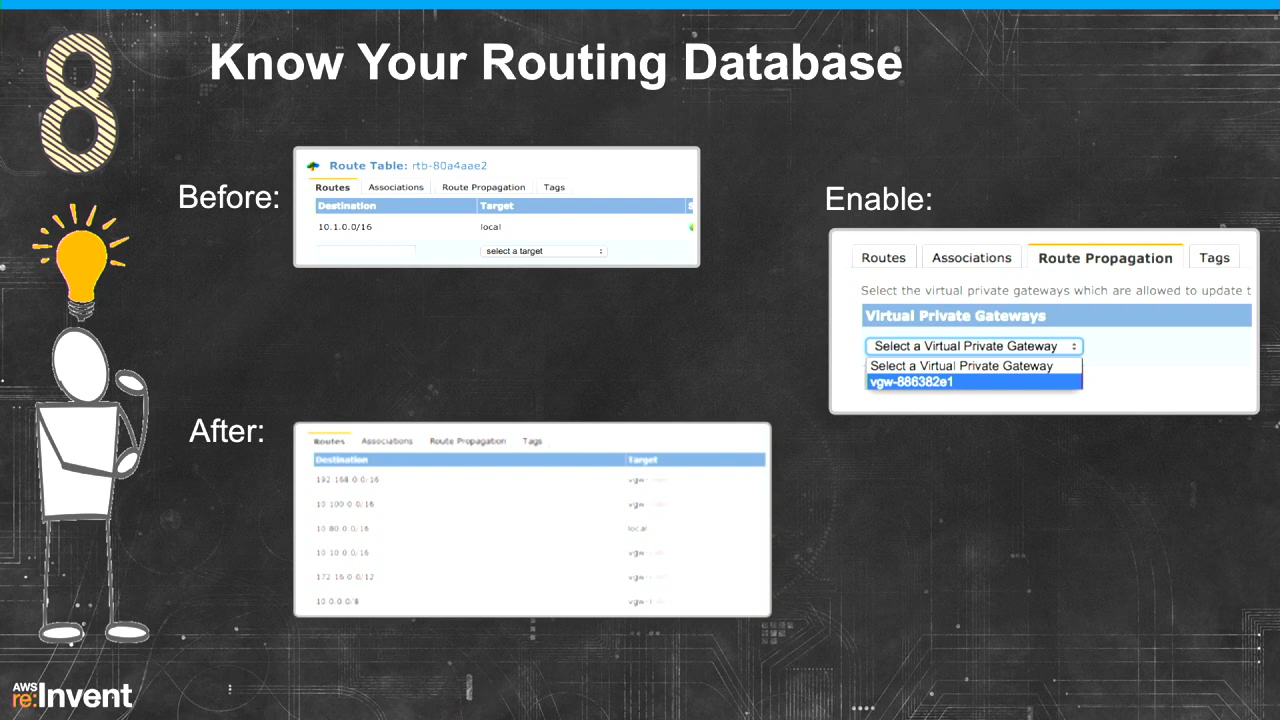 8
Know Your Routing Database
Before:
Route Table: rtb-80a4aae2
Routes Associations Route Propagation Tags
Destination Target S
10.1.0.0/16 local
select a target
Enable:
Routes Associations Route Propagation Tags
Select the virtual private gateways which are allowed to update t
Virtual Private Gateways
Select a Virtual Private Gateway
Select a Virtual Private Gateway
vgw-886382e1
After:
Routes Associations Route Propagation Tags
Destination Target
192.168.0.0/16 vgw-
10.100.0.0/16 vgw-
10.80.0.0/16 local
10.10.0.0/16 vgw-
172.16.0.0/12 vgw-
10.0.0.0/8 vgw-
AWS
re:Invent